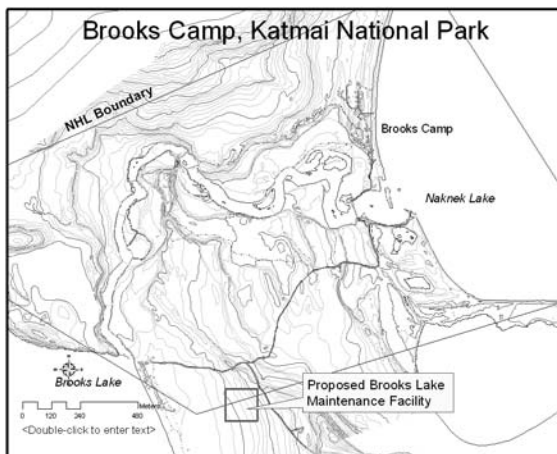 Brooks Camp, Katmai National Park
NHL Boundary
Brooks Camp
Naknek Lake
Proposed Brooks Lake
Maintenance Facility
Brooks Lake
Meters
0 120 240 480
<Double-click to enter text>